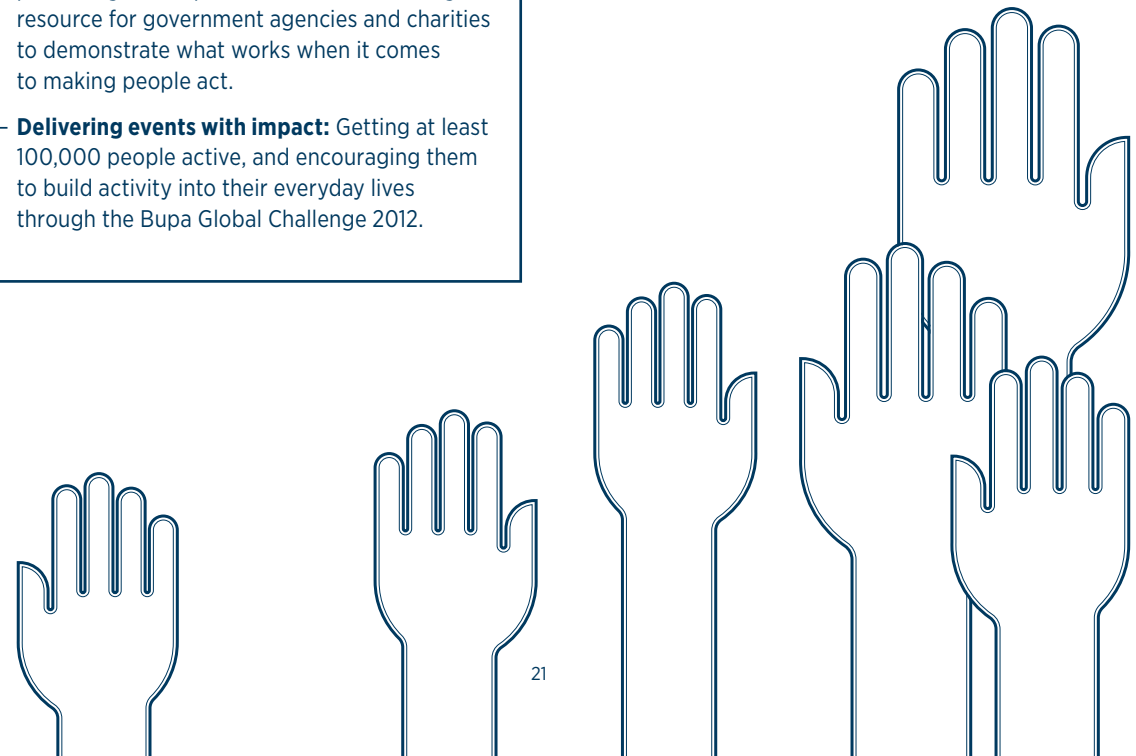 resource for government agencies and charities
to demonstrate what works when it comes
to making people act.
– Delivering events with impact: Getting at least
100,000 people active, and encouraging them
to build activity into their everyday lives
through the Bupa Global Challenge 2012.
21